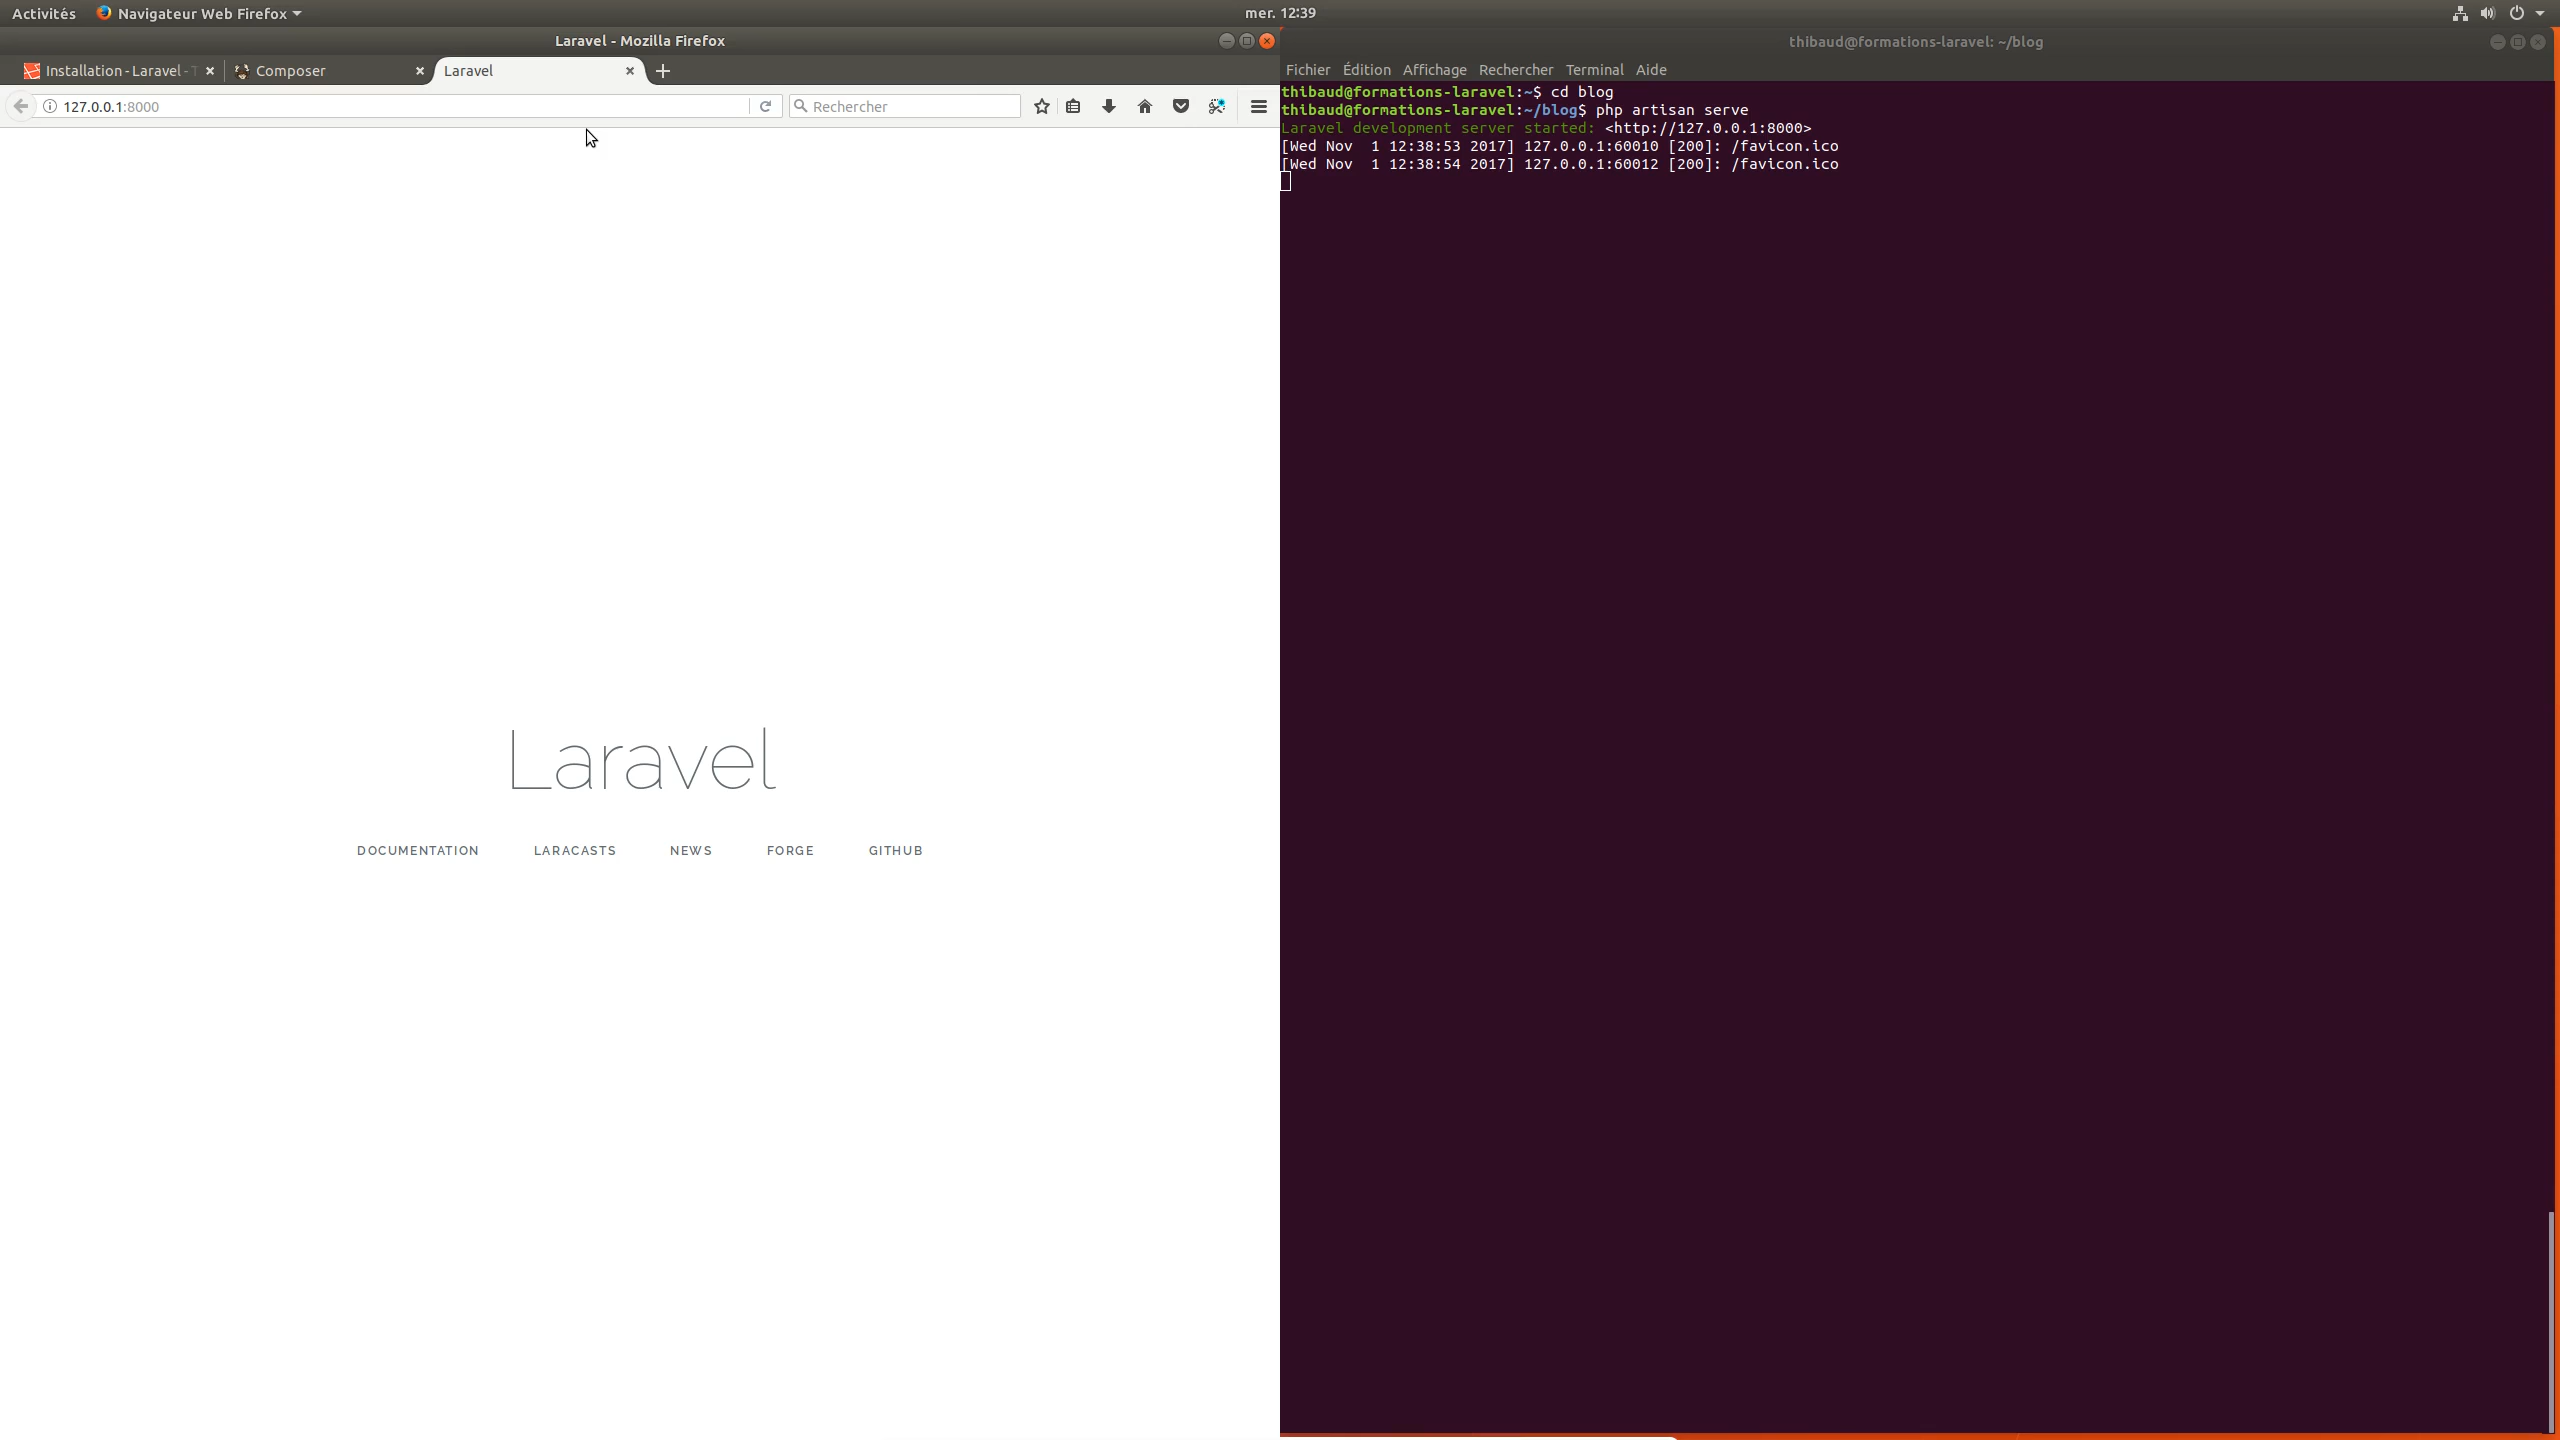 Activités Navigateur Web Firefox mer. 12:39
Laravel - Mozilla Firefox
Installation - Laravel - Composer Laravel
127.0.0.1:8000 Rechercher
Laravel
DOCUMENTATION LARACASTS NEWS FORGE GITHUB
thibaud@formations-laravel: ~/blog
Fichier Édition Affichage Rechercher Terminal Aide
thibaud@formations-laravel:~$ cd blog
thibaud@formations-laravel:~/blog$ php artisan serve
Laravel development server started: <http://127.0.0.1:8000>
[Wed Nov  1 12:38:53 2017] 127.0.0.1:60010 [200]: /favicon.ico
[Wed Nov  1 12:38:54 2017] 127.0.0.1:60012 [200]: /favicon.ico